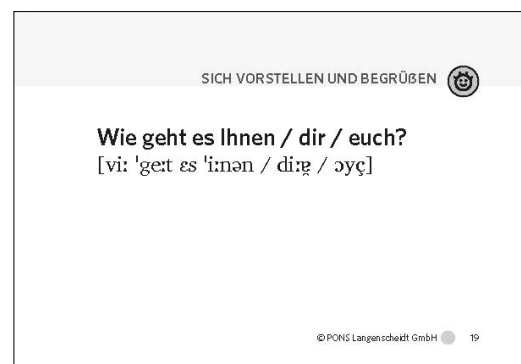 SICH VORSTELLEN UND BEGRÜßEN
Wie geht es Ihnen / dir / euch?
[viː ˈgeːt ɛs ˈiːnən / diːɐ̯ / ɔyç]
© PONS Langenscheidt GmbH 19